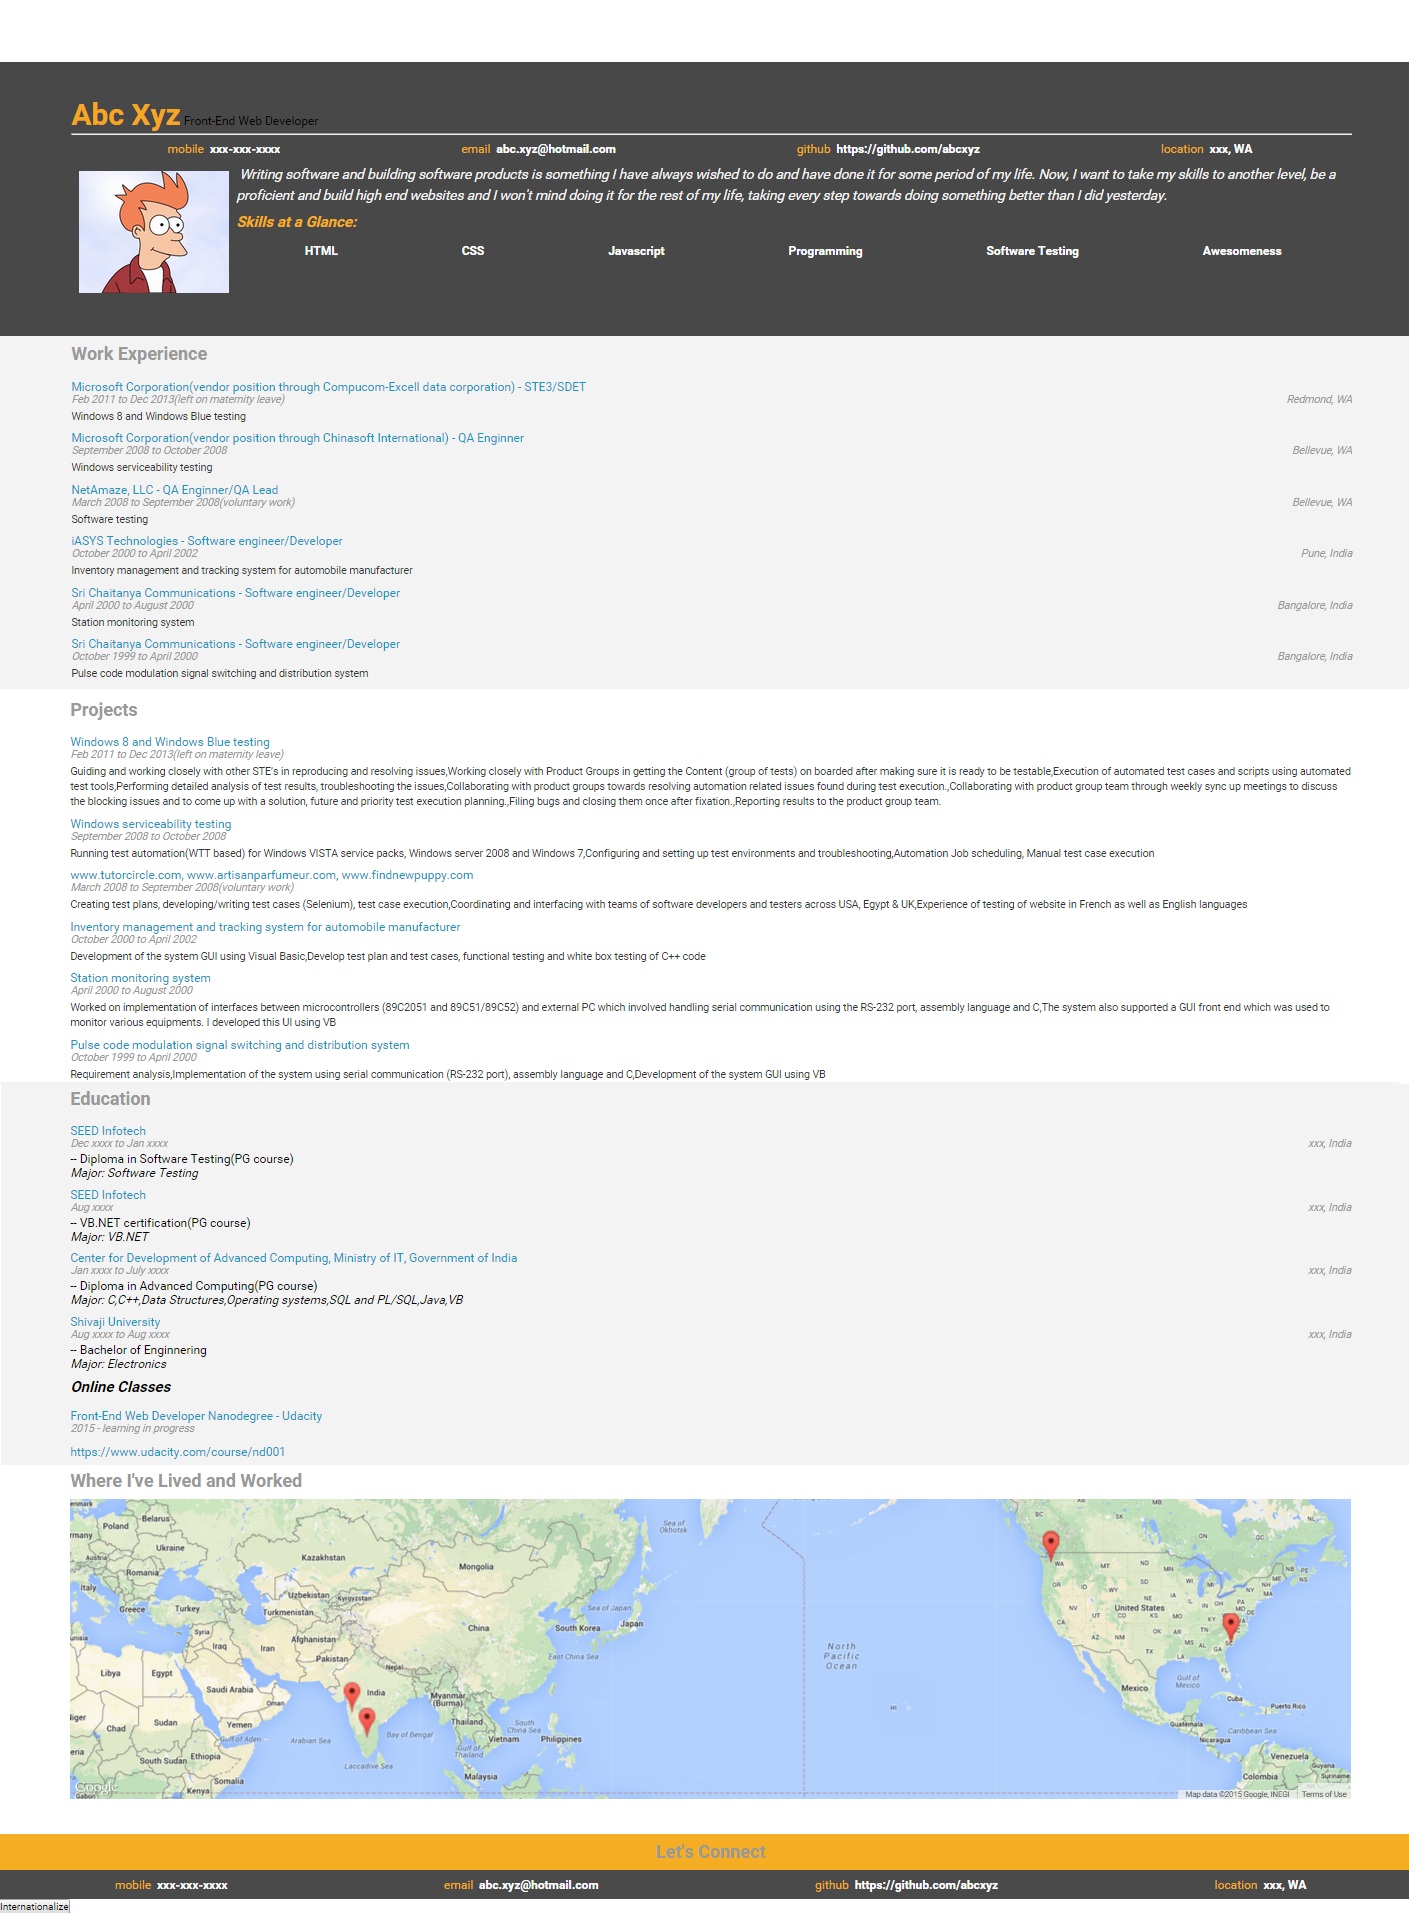 Abc Xyz Front-End Web Developer
mobile xxx-xxx-xxxx email abc.xyz@hotmail.com github https://github.com/abcxyz location xxx, WA
Writing software and building software products is something I have always wished to do and have done it for some period of my life. Now, I want to take my skills to another level, be a
proficient and build high end websites and I won't mind doing it for the rest of my life, taking every step towards doing something better than I did yesterday.
Skills at a Glance:
HTML CSS Javascript Programming Software Testing Awesomeness
Work Experience
Microsoft Corporation(vendor position through Compucom-Excell data corporation) - STE3/SDET
Feb 2011 to Dec 2013(left on maternity leave) Redmond, WA
Windows 8 and Windows Blue testing
Microsoft Corporation(vendor position through Chinasoft International) - QA Enginner
September 2008 to October 2008 Bellevue, WA
Windows serviceability testing
NetAmaze, LLC - QA Enginner/QA Lead
March 2008 to September 2008(voluntary work) Bellevue, WA
Software testing
iASYS Technologies - Software engineer/Developer
October 2000 to April 2002 Pune, India
Inventory management and tracking system for automobile manufacturer
Sri Chaitanya Communications - Software engineer/Developer
April 2000 to August 2000 Bangalore, India
Station monitoring system
Sri Chaitanya Communications - Software engineer/Developer
October 1999 to April 2000 Bangalore, India
Pulse code modulation signal switching and distribution system
Projects
Windows 8 and Windows Blue testing
Feb 2011 to Dec 2013(left on maternity leave)
Guiding and working closely with other STE's in reproducing and resolving issues,Working closely with Product Groups in getting the Content (group of tests) on boarded after making sure it is ready to be testable,Execution of automated test cases and scripts using automated
test tools,Performing detailed analysis of test results, troubleshooting the issues,Collaborating with product groups towards resolving automation related issues found during test execution.,Collaborating with product group team through weekly sync up meetings to discuss
the blocking issues and to come up with a solution, future and priority test execution planning.,Filing bugs and closing them once after fixation.,Reporting results to the product group team.
Windows serviceability testing
September 2008 to October 2008
Running test automation(WTT based) for Windows VISTA service packs, Windows server 2008 and Windows 7,Configuring and setting up test environments and troubleshooting,Automation Job scheduling, Manual test case execution
www.tutorcircle.com, www.artisanparfumeur.com, www.findnewpuppy.com
March 2008 to September 2008(voluntary work)
Creating test plans, developing/writing test cases (Selenium), test case execution,Coordinating and interfacing with teams of software developers and testers across USA, Egypt & UK,Experience of testing of website in French as well as English languages
Inventory management and tracking system for automobile manufacturer
October 2000 to April 2002
Development of the system GUI using Visual Basic,Develop test plan and test cases, functional testing and white box testing of C++ code
Station monitoring system
April 2000 to August 2000
Worked on implementation of interfaces between microcontrollers (89C2051 and 89C51/89C52) and external PC which involved handling serial communication using the RS-232 port, assembly language and C,The system also supported a GUI front end which was used to
monitor various equipments. I developed this UI using VB
Pulse code modulation signal switching and distribution system
October 1999 to April 2000
Requirement analysis,Implementation of the system using serial communication (RS-232 port), assembly language and C,Development of the system GUI using VB
Education
SEED Infotech
Dec xxxx to Jan xxxx xxx, India
-- Diploma in Software Testing(PG course)
Major: Software Testing
SEED Infotech
Aug xxxx xxx, India
-- VB.NET certification(PG course)
Major: VB.NET
Center for Development of Advanced Computing, Ministry of IT, Government of India
Jan xxxx to July xxxx xxx, India
-- Diploma in Advanced Computing(PG course)
Major: C,C++,Data Structures,Operating systems,SQL and PL/SQL,Java,VB
Shivaji University
Aug xxxx to Aug xxxx xxx, India
-- Bachelor of Enginnering
Major: Electronics
Online Classes
Front-End Web Developer Nanodegree - Udacity
2015 - learning in progress
https://www.udacity.com/course/nd001
Where I've Lived and Worked
Poland Belarus Sea of Okhotsk BC AB SK MB ON QC NL
Ukraine Austria Kazakhstan Mongolia WA MT ND
Romania Italy Uzbekistan Kyrgyzstan OR ID WY SD MN WI MI NB PE NS
Greece Turkey Turkmenistan Sea of Japan Japan United States
Syria Iraq Iran Afghanistan China South Korea
Pakistan Nepal East China Sea North Pacific Ocean
Libya Egypt Saudi Arabia Oman India Myanmar (Burma) Mexico Gulf of Mexico Cuba Puerto Rico
Chad Sudan Yemen Gulf of Aden Arabian Sea Bay of Bengal Thailand South China Sea Vietnam Philippines HI Guatemala Nicaragua Caribbean Sea
South Sudan Ethiopia Somalia Laccadive Sea Gulf of Thailand Venezuela Guyana
Google Gabon Kenya Malaysia Colombia Suriname
Map data ©2015 Google, INEGI Terms of Use
Let's Connect
mobile xxx-xxx-xxxx email abc.xyz@hotmail.com github https://github.com/abcxyz location xxx, WA
Internationalize